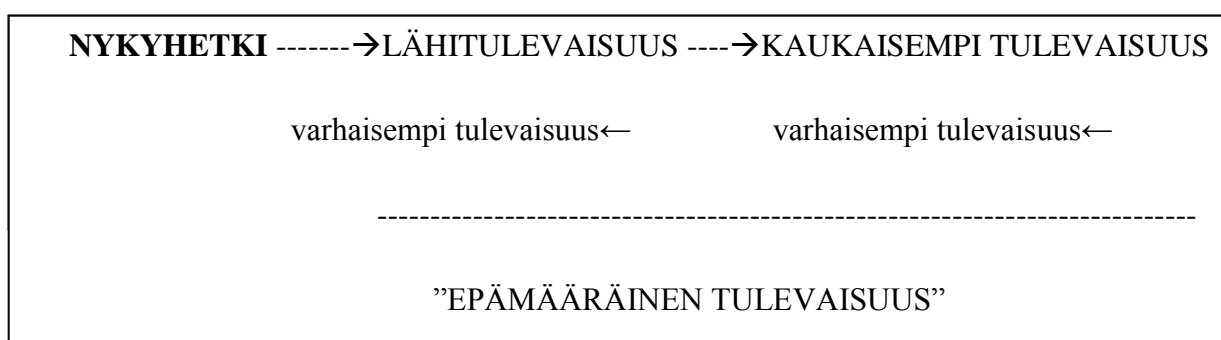 NYKYHETKI -------→LÄHITULEVAISUUS ----→KAUKAISEMPI TULEVAISUUS
varhaisempi tulevaisuus← varhaisempi tulevaisuus←
------------------------------------------------------------------------------
”EPÄMÄÄRÄINEN TULEVAISUUS”